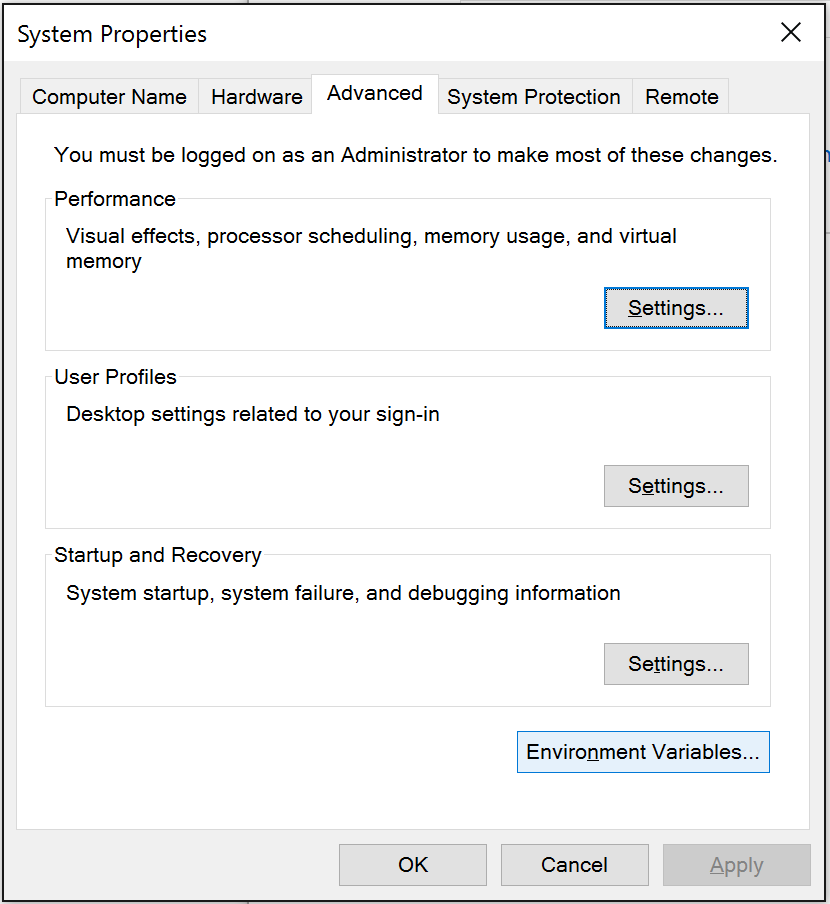 System Properties
Computer Name
Hardware
Advanced
System Protection
Remote
You must be logged on as an Administrator to make most of these changes.
Performance
Visual effects, processor scheduling, memory usage, and virtual
memory
Settings...
User Profiles
Desktop settings related to your sign-in
Settings...
Startup and Recovery
System startup, system failure, and debugging information
Settings...
Environment Variables...
OK
Cancel
Apply